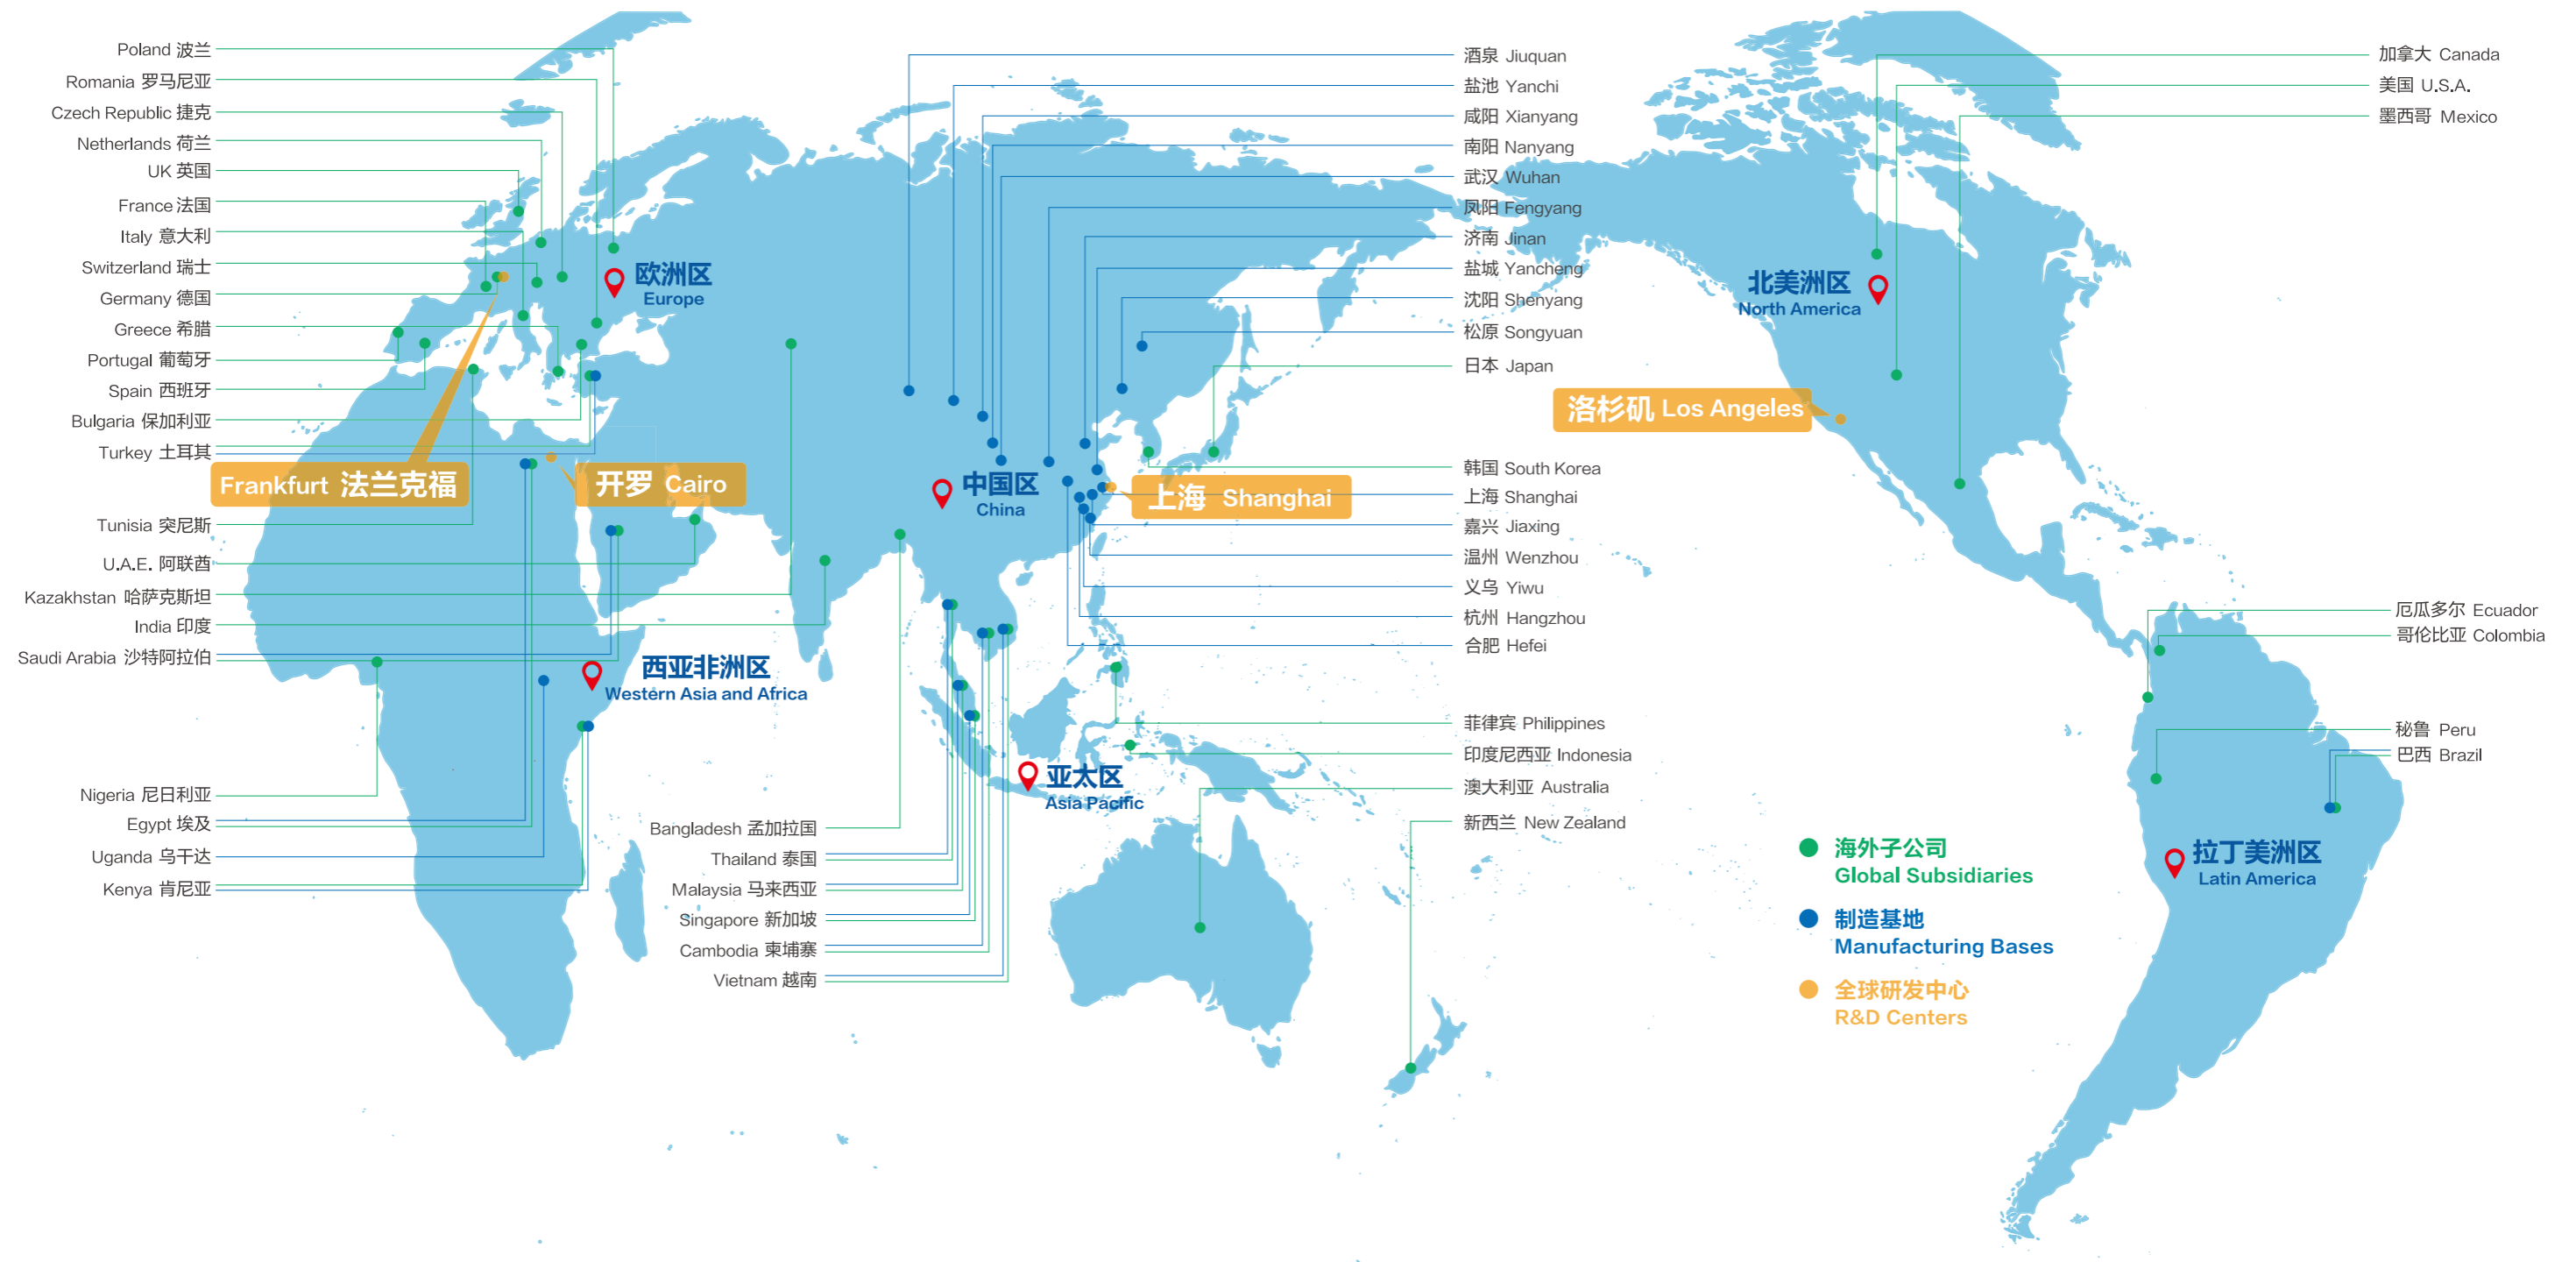 Poland 波兰
Romania 罗马尼亚
Czech Republic 捷克
Netherlands 荷兰
UK 英国
France 法国
Italy 意大利
Switzerland 瑞士
Germany 德国
Greece 希腊
Portugal 葡萄牙
Spain 西班牙
Bulgaria 保加利亚
Turkey 土耳其
Frankfurt 法兰克福
开罗 Cairo
Tunisia 突尼斯
U.A.E. 阿联酋
Kazakhstan 哈萨克斯坦
India 印度
Saudi Arabia 沙特阿拉伯
Nigeria 尼日利亚
Egypt 埃及
Uganda 乌干达
Kenya 肯尼亚
欧洲区
Europe
西亚非洲区
Western Asia and Africa
中国区
China
亚太区
Asia Pacific
Bangladesh 孟加拉国
Thailand 泰国
Malaysia 马来西亚
Singapore 新加坡
Cambodia 柬埔寨
Vietnam 越南
酒泉 Jiuquan
盐池 Yanchi
咸阳 Xianyang
南阳 Nanyang
武汉 Wuhan
凤阳 Fengyang
济南 Jinan
盐城 Yancheng
沈阳 Shenyang
松原 Songyuan
日本 Japan
韩国 South Korea
上海 Shanghai
上海 Shanghai
嘉兴 Jiaxing
温州 Wenzhou
义乌 Yiwu
杭州 Hangzhou
合肥 Hefei
菲律宾 Philippines
印度尼西亚 Indonesia
澳大利亚 Australia
新西兰 New Zealand
加拿大 Canada
美国 U.S.A.
墨西哥 Mexico
北美洲区
North America
洛杉矶 Los Angeles
厄瓜多尔 Ecuador
哥伦比亚 Colombia
秘鲁 Peru
巴西 Brazil
拉丁美洲区
Latin America
海外子公司
Global Subsidiaries
制造基地
Manufacturing Bases
全球研发中心
R&D Centers